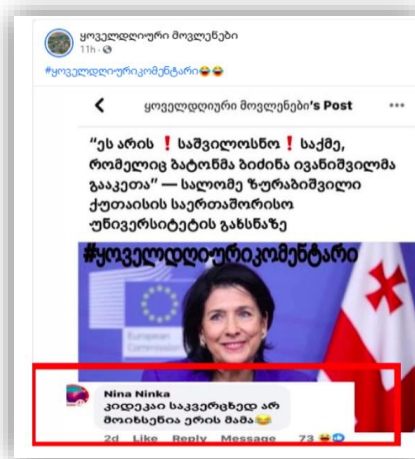 ყოველდღიური მოვლენები
11h
#ყოველდღიურიკომენტარი😂😂
ყოველდღიური მოვლენები's Post
“ეს არის ❗ საშვილოსნო ❗ საქმე,
რომელიც ბატონმა ბიძინა ივანიშვილმა
გააკეთა” — სალომე ზურაბიშვილი
ქუთაისის საერთაშორისო
უნივერსიტეტის გახსნაზე
#ყოველდღიურიკომენტარი
European
Commission
Nina Ninka
კიდეკაი საკვერცხედ არ
მოიხსენია ერის მამა😂
2d Like Reply Message 73